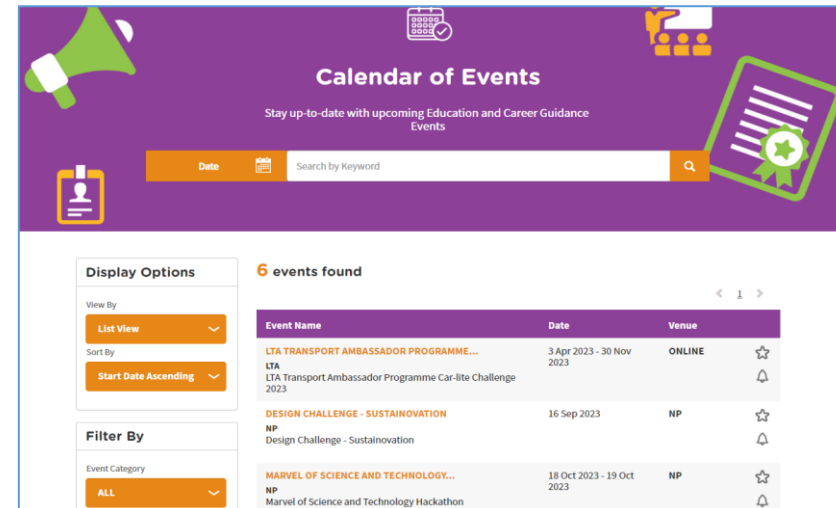 Calendar of Events
Stay up-to-date with upcoming Education and Career Guidance
Events
Date
Search by Keyword
Display Options
View By
List View
Sort By
Start Date Ascending
Filter By
Event Category
ALL
6 events found
1
Event Name Date Venue
LTA TRANSPORT AMBASSADOR PROGRAMME... 3 Apr 2023 - 30 Nov ONLINE
2023
LTA
LTA Transport Ambassador Programme Car-lite Challenge
2023
DESIGN CHALLENGE - SUSTAINOVATION 16 Sep 2023 NP
NP
Design Challenge - Sustainovation
MARVEL OF SCIENCE AND TECHNOLOGY... 18 Oct 2023 - 19 Oct NP
2023
NP
Marvel of Science and Technology Hackathon